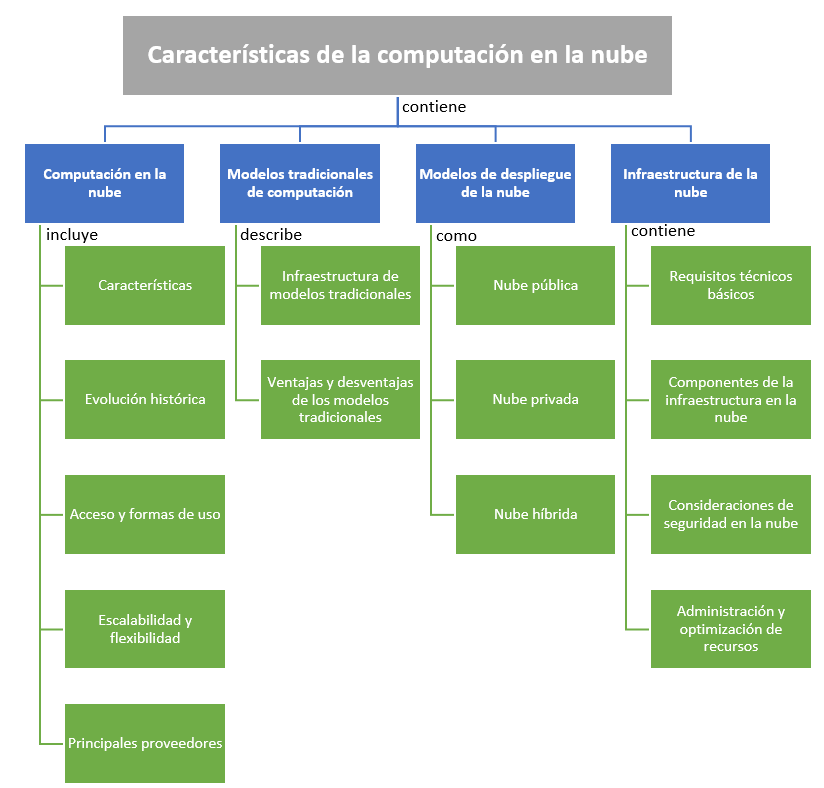 Características de la computación en la nube
contiene
Computación en la
nube
incluye
Características
Evolución histórica
Acceso y formas de uso
Escalabilidad y
flexibilidad
Principales proveedores
Modelos tradicionales
de computación
describe
Infraestructura de
modelos tradicionales
Ventajas y desventajas
de los modelos
tradicionales
Modelos de despliegue
de la nube
como
Nube pública
Nube privada
Nube híbrida
Infraestructura de la
nube
contiene
Requisitos técnicos
básicos
Componentes de la
infraestructura en la
nube
Consideraciones de
seguridad en la nube
Administración y
optimización de
recursos